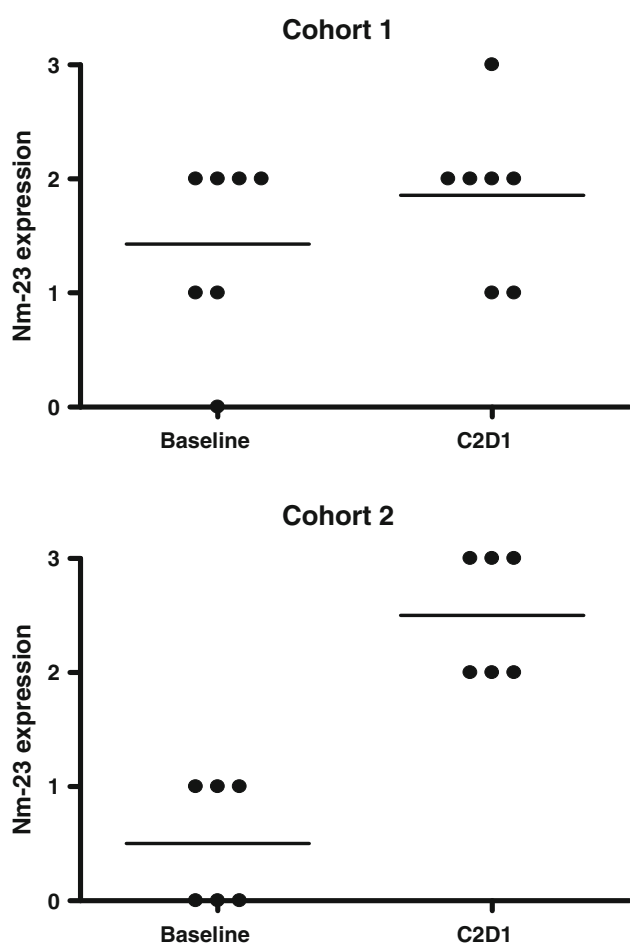 Cohort 1
3
2
1
0
Nm-23 expression
Baseline C2D1
Cohort 2
3
2
1
0
Nm-23 expression
Baseline C2D1